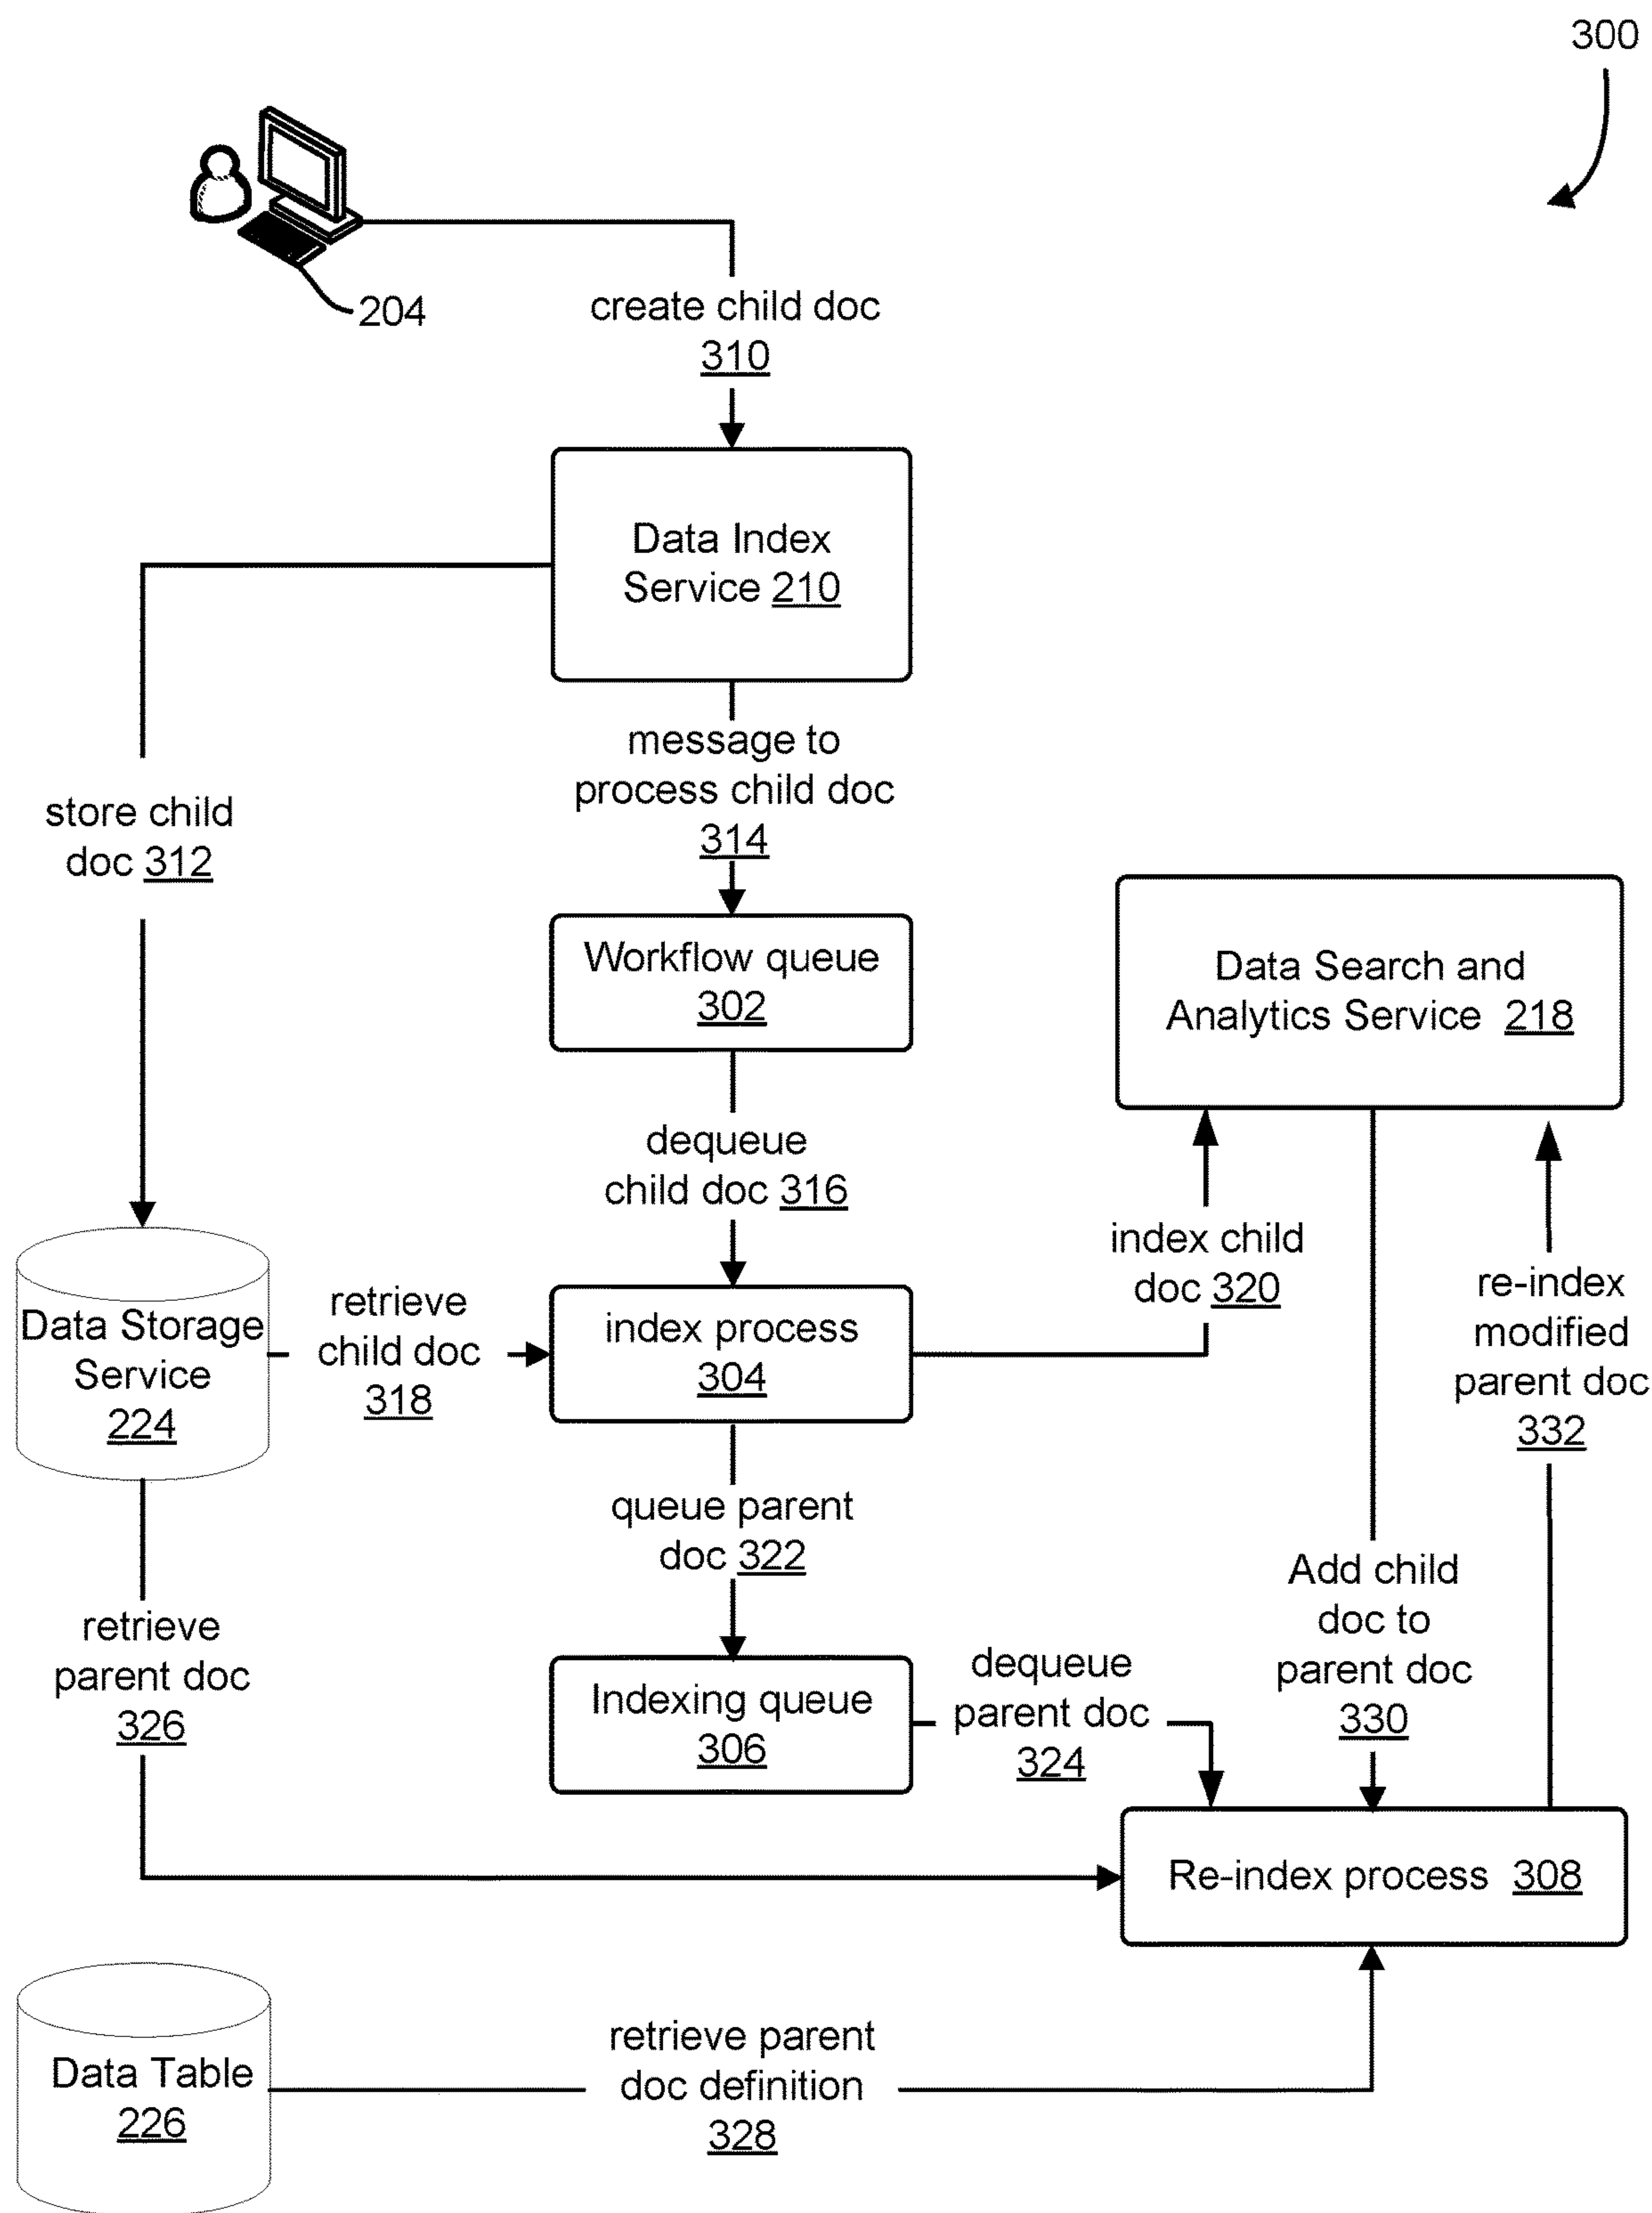 300
204
create child doc
310
Data Index
Service 210
message to
process child doc
314
store child
doc 312
Workflow queue
302
Data Search and
Analytics Service 218
dequeue
child doc 316
index child
doc 320
re-index
modified
parent doc
332
Data Storage
Service
224
retrieve
child doc
318
index process
304
queue parent
doc 322
retrieve
parent doc
326
Indexing queue
306
dequeue
parent doc
324
Add child
doc to
parent doc
330
Re-index process 308
Data Table
226
retrieve parent
doc definition
328